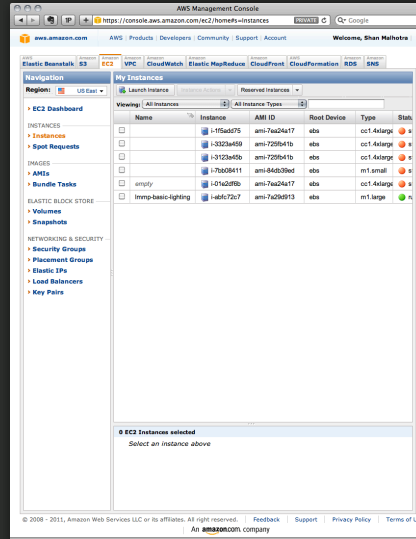 AWS Management Console
1P
+
https://console.aws.amazon.com/ec2/home#s=Instances
PRIVATE
Google
aws.amazon.com
AWS | Products | Developers | Community | Support | Account
Welcome, Shan Malhotra
AWS Elastic Beanstalk
Amazon S3
Amazon EC2
Amazon VPC
Amazon CloudWatch
Amazon Elastic MapReduce
Amazon CloudFront
AWS CloudFormation
Amazon RDS
Amazon SNS
Navigation
Region: US East
EC2 Dashboard
INSTANCES
Instances
Spot Requests
IMAGES
AMIs
Bundle Tasks
ELASTIC BLOCK STORE
Volumes
Snapshots
NETWORKING & SECURITY
Security Groups
Placement Groups
Elastic IPs
Load Balancers
Key Pairs
My Instances
Launch Instance Instance Actions Reserved Instances
Viewing: All Instances All Instance Types
Name Instance AMI ID Root Device Type Statu
i-1f5add75 ami-7ea24a17 ebs cc1.4xlarge s
i-3323a459 ami-725fb41b ebs cc1.4xlarge s
i-3123a45b ami-725fb41b ebs cc1.4xlarge s
i-7bb08411 ami-84db39ed ebs m1.small s
empty i-01e2df6b ami-7ea24a17 ebs cc1.4xlarge s
lmmp-basic-lighting i-abfc72c7 ami-7a29d913 ebs m1.large
0 EC2 Instances selected
Select an instance above
© 2008 - 2011, Amazon Web Services LLC or its affiliates. All right reserved. | Feedback | Support | Privacy Policy | Terms of U
An amazon.com. company